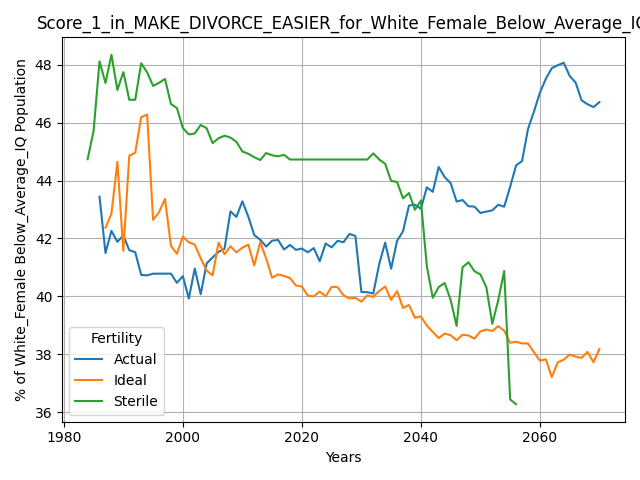 Score_1_in_MAKE_DIVORCE_EASIER_for_White_Female_Below_Average_IQ
% of White_Female Below_Average_IQ Population
48
46
44
42
40
38
36
Fertility
Actual
Ideal
Sterile
1980 2000 2020 2040 2060
Years